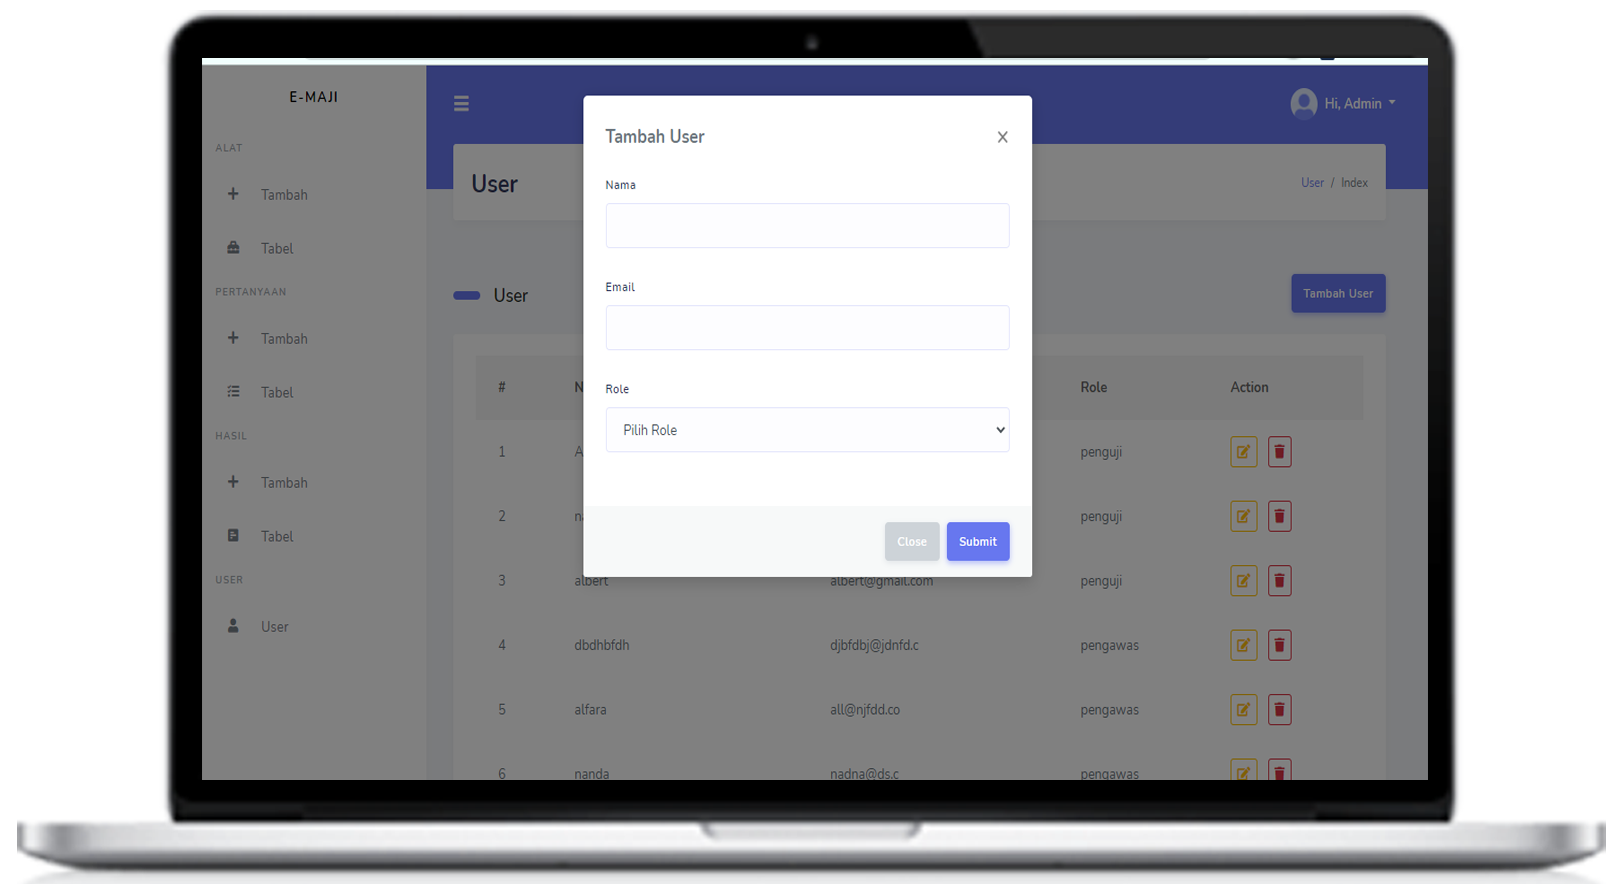 E-MAJI
Hi, Admin
ALAT
Tambah
Tabel
PERTANYAAN
Tambah
Tabel
HASIL
Tambah
Tabel
USER
User
User
User / Index
User
Tambah User
# Role Action
1 penguji
2 penguji
3 albert albert@gmail.com penguji
4 dbdhbfdh djbfdbj@jdnfd.c pengawas
5 alfara all@njfdd.co pengawas
6 nanda nadna@ds.c pengawas
Tambah User
Nama
Email
Role
Pilih Role
Close Submit